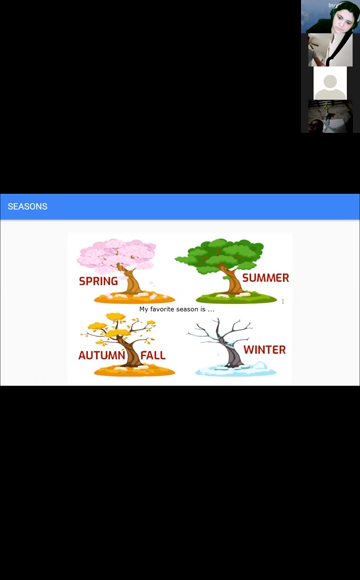 SEASONS
SPRING
SUMMER
My favorite season is ...
AUTUMN FALL
WINTER